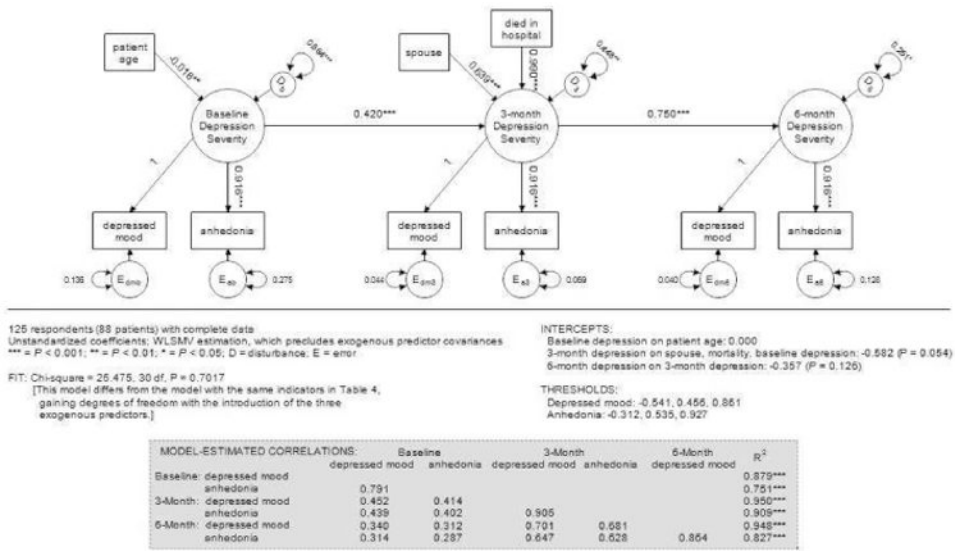 died in
hospital
patient
age
spouse
-0.018**
0.639***
0.990***
0.251*
Baseline
Depression
Severity
0.420***
3-month
Depression
Severity
0.750***
6-month
Depression
Severity
1
0.916***
1
0.916***
1
0.916***
depressed
mood
anhedonia
depressed
mood
anhedonia
depressed
mood
anhedonia
0.136
0.275
0.044
0.069
0.040
0.126
125 respondents (88 patients) with complete data
Unstandardized coefficients; WLSMV estimation, which precludes exogenous predictor covariances
*** = P < 0.001; ** = P < 0.01; * = P < 0.05; D = disturbance; E = error
FIT: Chi-square = 25.475, 30 df, P = 0.7017
[This model differs from the model with the same indicators in Table 4,
gaining degrees of freedom with the introduction of the three
exogenous predictors.]
INTERCEPTS:
Baseline depression on patient age: 0.000
3-month depression on spouse, mortality, baseline depression: -0.582 (P = 0.054)
6-month depression on 3-month depression: -0.357 (P = 0.126)
THRESHOLDS:
Depressed mood: -0.541, 0.456, 0.861
Anhedonia: -0.312, 0.535, 0.927
MODEL-ESTIMATED CORRELATIONS: Baseline 3-Month 6-Month R²
depressed mood anhedonia depressed mood anhedonia depressed mood
Baseline: depressed mood 0.879***
anhedonia 0.791 0.751***
3-Month: depressed mood 0.452 0.414 0.950***
anhedonia 0.439 0.402 0.905 0.909***
6-Month: depressed mood 0.340 0.312 0.701 0.681 0.948***
anhedonia 0.314 0.287 0.647 0.628 0.864 0.827***